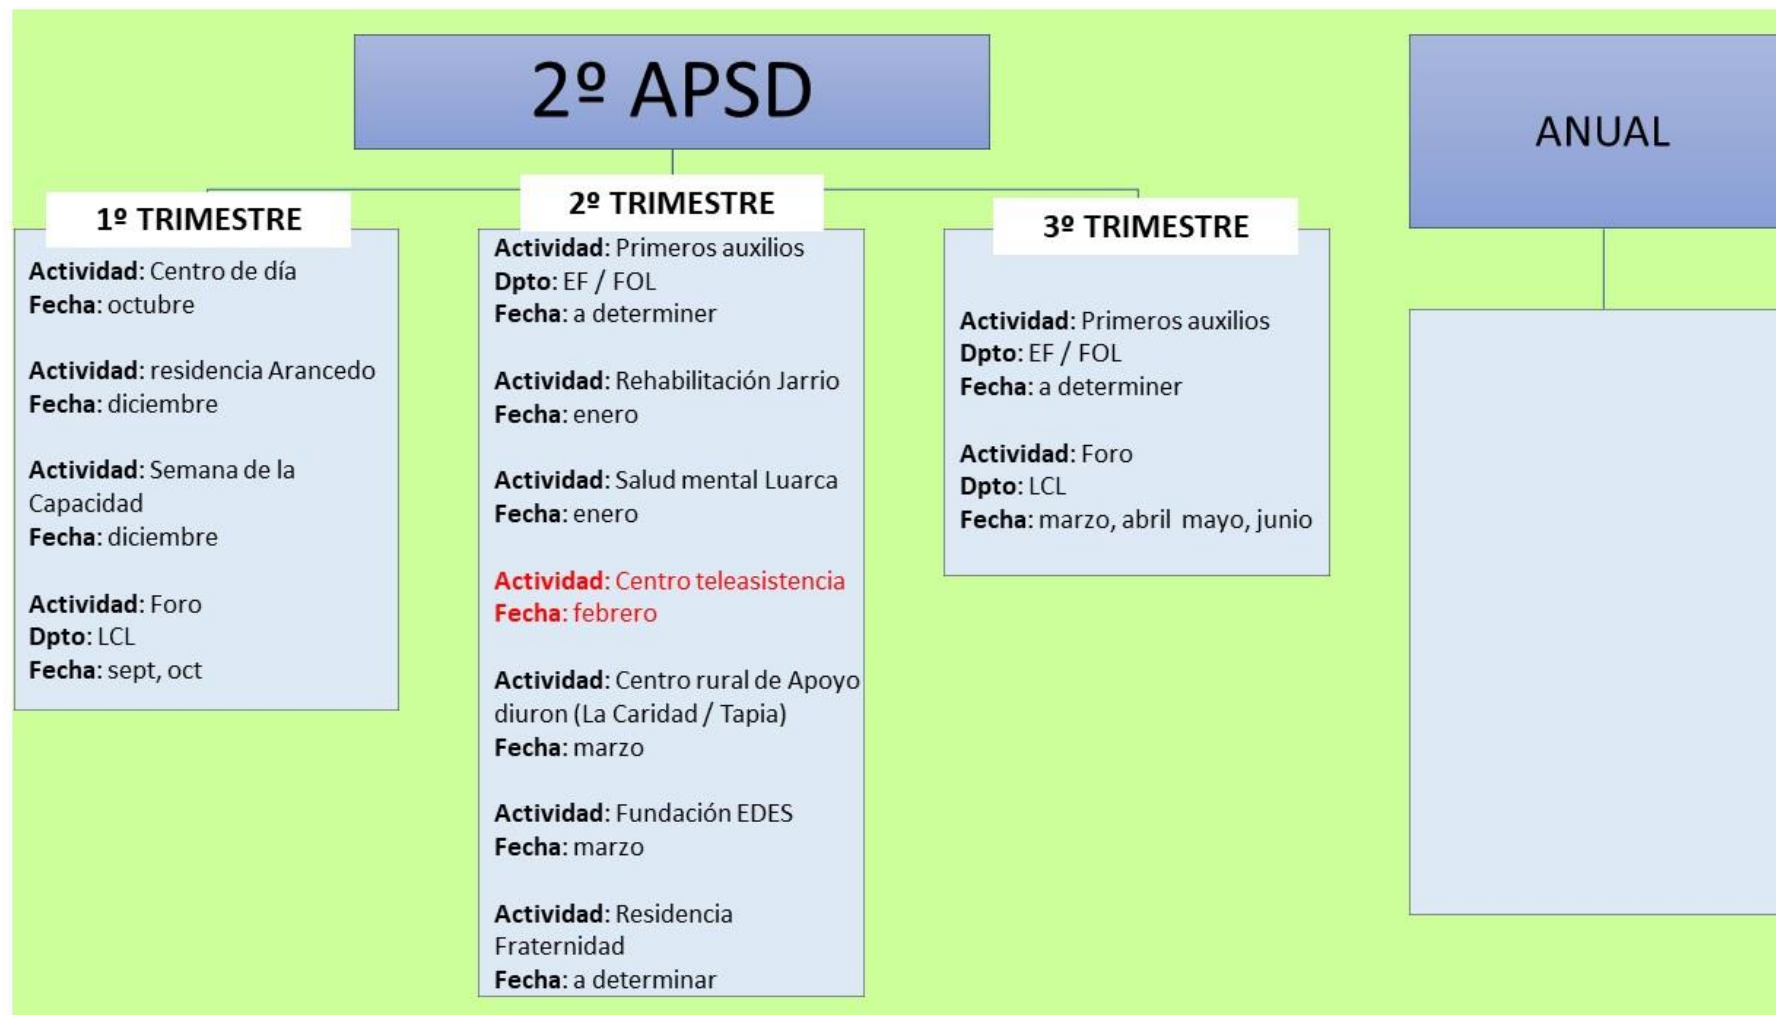 2º APSD
ANUAL
1º TRIMESTRE
Actividad: Centro de día
Fecha: octubre
Actividad: residencia Arancedo
Fecha: diciembre
Actividad: Semana de la
Capacidad
Fecha: diciembre
Actividad: Foro
Dpto: LCL
Fecha: sept, oct
2º TRIMESTRE
Actividad: Primeros auxilios
Dpto: EF / FOL
Fecha: a determiner
Actividad: Rehabilitación Jarrio
Fecha: enero
Actividad: Salud mental Luarca
Fecha: enero
Actividad: Centro teleasistencia
Fecha: febrero
Actividad: Centro rural de Apoyo
diuron (La Caridad / Tapia)
Fecha: marzo
Actividad: Fundación EDES
Fecha: marzo
Actividad: Residencia
Fraternidad
Fecha: a determinar
3º TRIMESTRE
Actividad: Primeros auxilios
Dpto: EF / FOL
Fecha: a determiner
Actividad: Foro
Dpto: LCL
Fecha: marzo, abril  mayo, junio